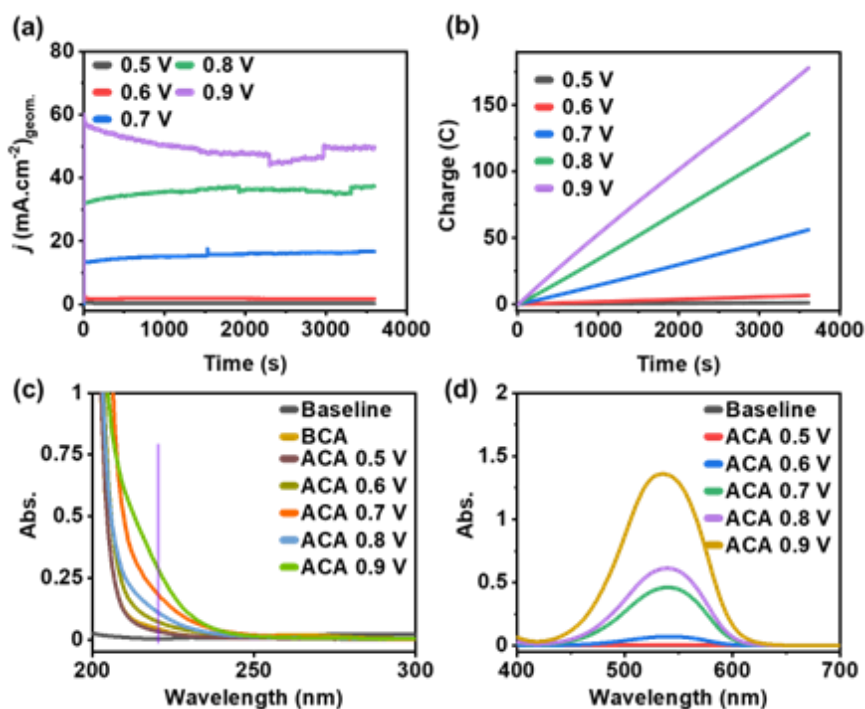 (a)
80
60
40
20
0
j (mA.cm-2)geom.
0.5 V 0.8 V
0.6 V 0.9 V
0.7 V
0 1000 2000 3000 4000
Time (s)
(b)
150
100
50
0
Charge (C)
0.5 V
0.6 V
0.7 V
0.8 V
0.9 V
0 1000 2000 3000 4000
Time (s)
(c)
1
0.75
0.5
0.25
0
Abs.
Baseline
BCA
ACA 0.5 V
ACA 0.6 V
ACA 0.7 V
ACA 0.8 V
ACA 0.9 V
200 250 300
Wavelength (nm)
(d)
2
1.5
1
0.5
0
Abs.
Baseline
ACA 0.5 V
ACA 0.6 V
ACA 0.7 V
ACA 0.8 V
ACA 0.9 V
400 500 600 700
Wavelength (nm)